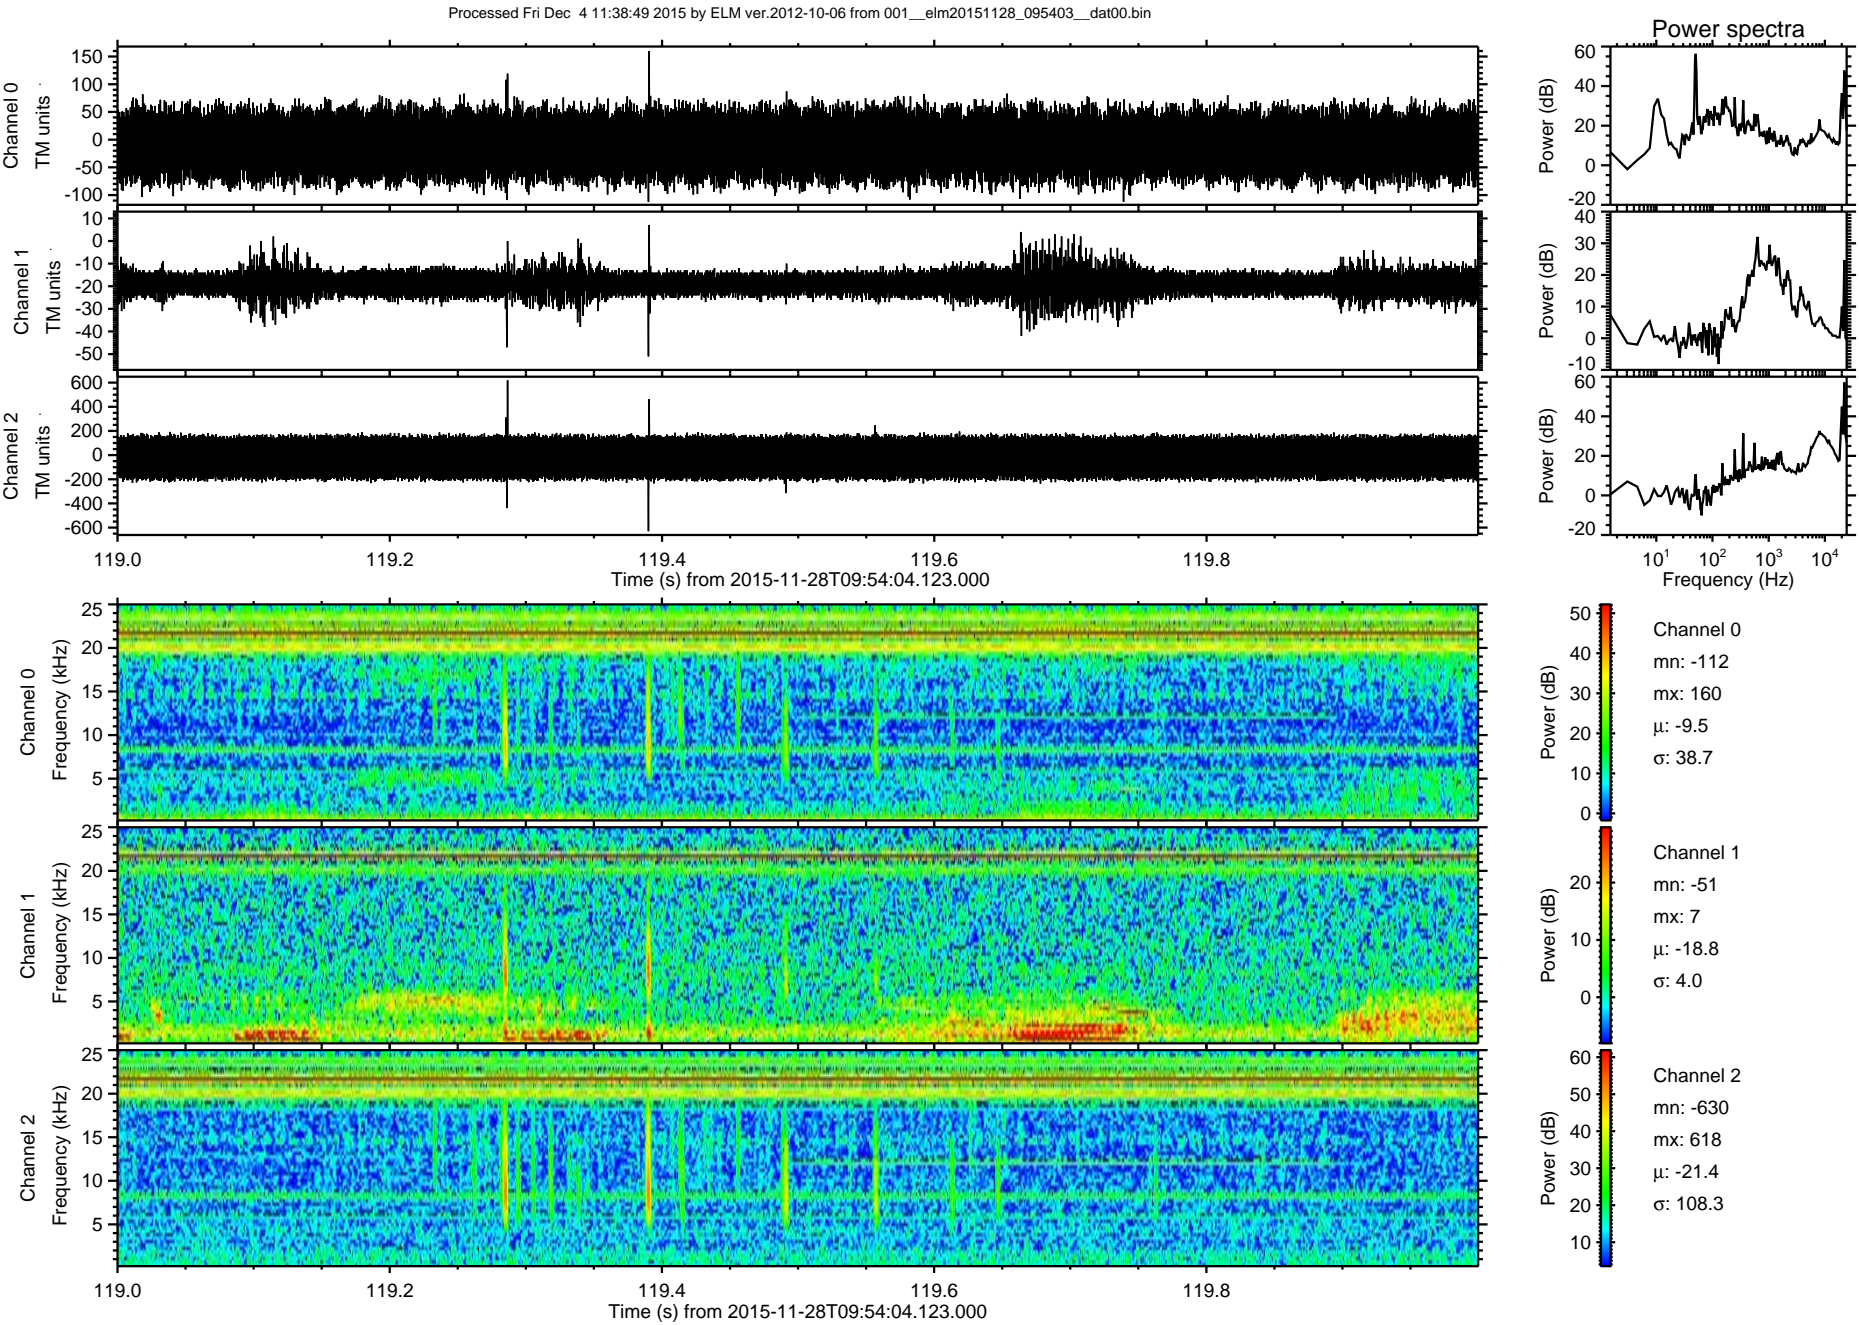 Processed Fri Dec  4 11:38:49 2015 by ELM ver.2012-10-06 from 001__elm20151128_095403__dat00.bin
Power spectra
Channel 0
TM units
150
100
50
0
-50
-100
Power (dB)
60
40
20
0
-20
Channel 1
TM units
10
0
-10
-20
-30
-40
-50
Power (dB)
40
30
20
10
0
-10
Channel 2
TM units
600
400
200
0
-200
-400
-600
Power (dB)
60
40
20
0
-20
119.0 119.2 119.4 119.6 119.8
Time (s) from 2015-11-28T09:54:04.123.000
10¹ 10² 10³ 10⁴
Frequency (Hz)
Channel 0
Frequency (kHz)
25
20
15
10
5
Power (dB)
50
40
30
20
10
0
Channel 0
mn: -112
mx: 160
µ: -9.5
σ: 38.7
Channel 1
Frequency (kHz)
25
20
15
10
5
Power (dB)
20
10
0
Channel 1
mn: -51
mx: 7
µ: -18.8
σ: 4.0
Channel 2
Frequency (kHz)
25
20
15
10
5
Power (dB)
60
50
40
30
20
10
Channel 2
mn: -630
mx: 618
µ: -21.4
σ: 108.3
119.0 119.2 119.4 119.6 119.8
Time (s) from 2015-11-28T09:54:04.123.000